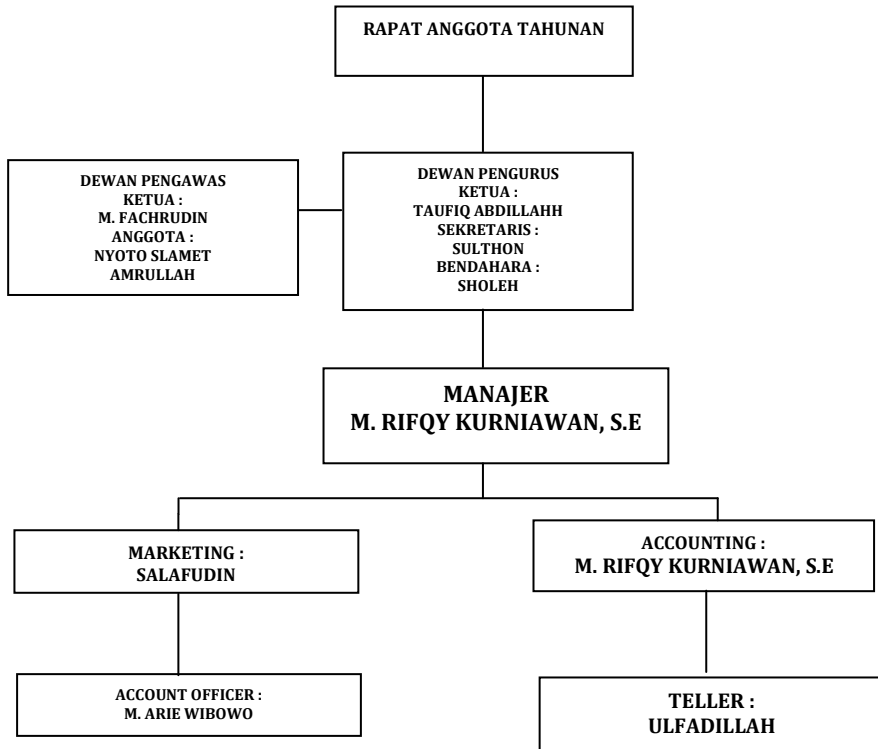 RAPAT ANGGOTA TAHUNAN
DEWAN PENGAWAS
KETUA :
M. FACHRUDIN
ANGGOTA :
NYOTO SLAMET
AMRULLAH
DEWAN PENGURUS
KETUA :
TAUFIQ ABDILLAHH
SEKRETARIS :
SULTHON
BENDAHARA :
SHOLEH
MANAJER
M. RIFQY KURNIAWAN, S.E
MARKETING :
SALAFUDIN
ACCOUNTING :
M. RIFQY KURNIAWAN, S.E
ACCOUNT OFFICER :
M. ARIE WIBOWO
TELLER :
ULFADILLAH